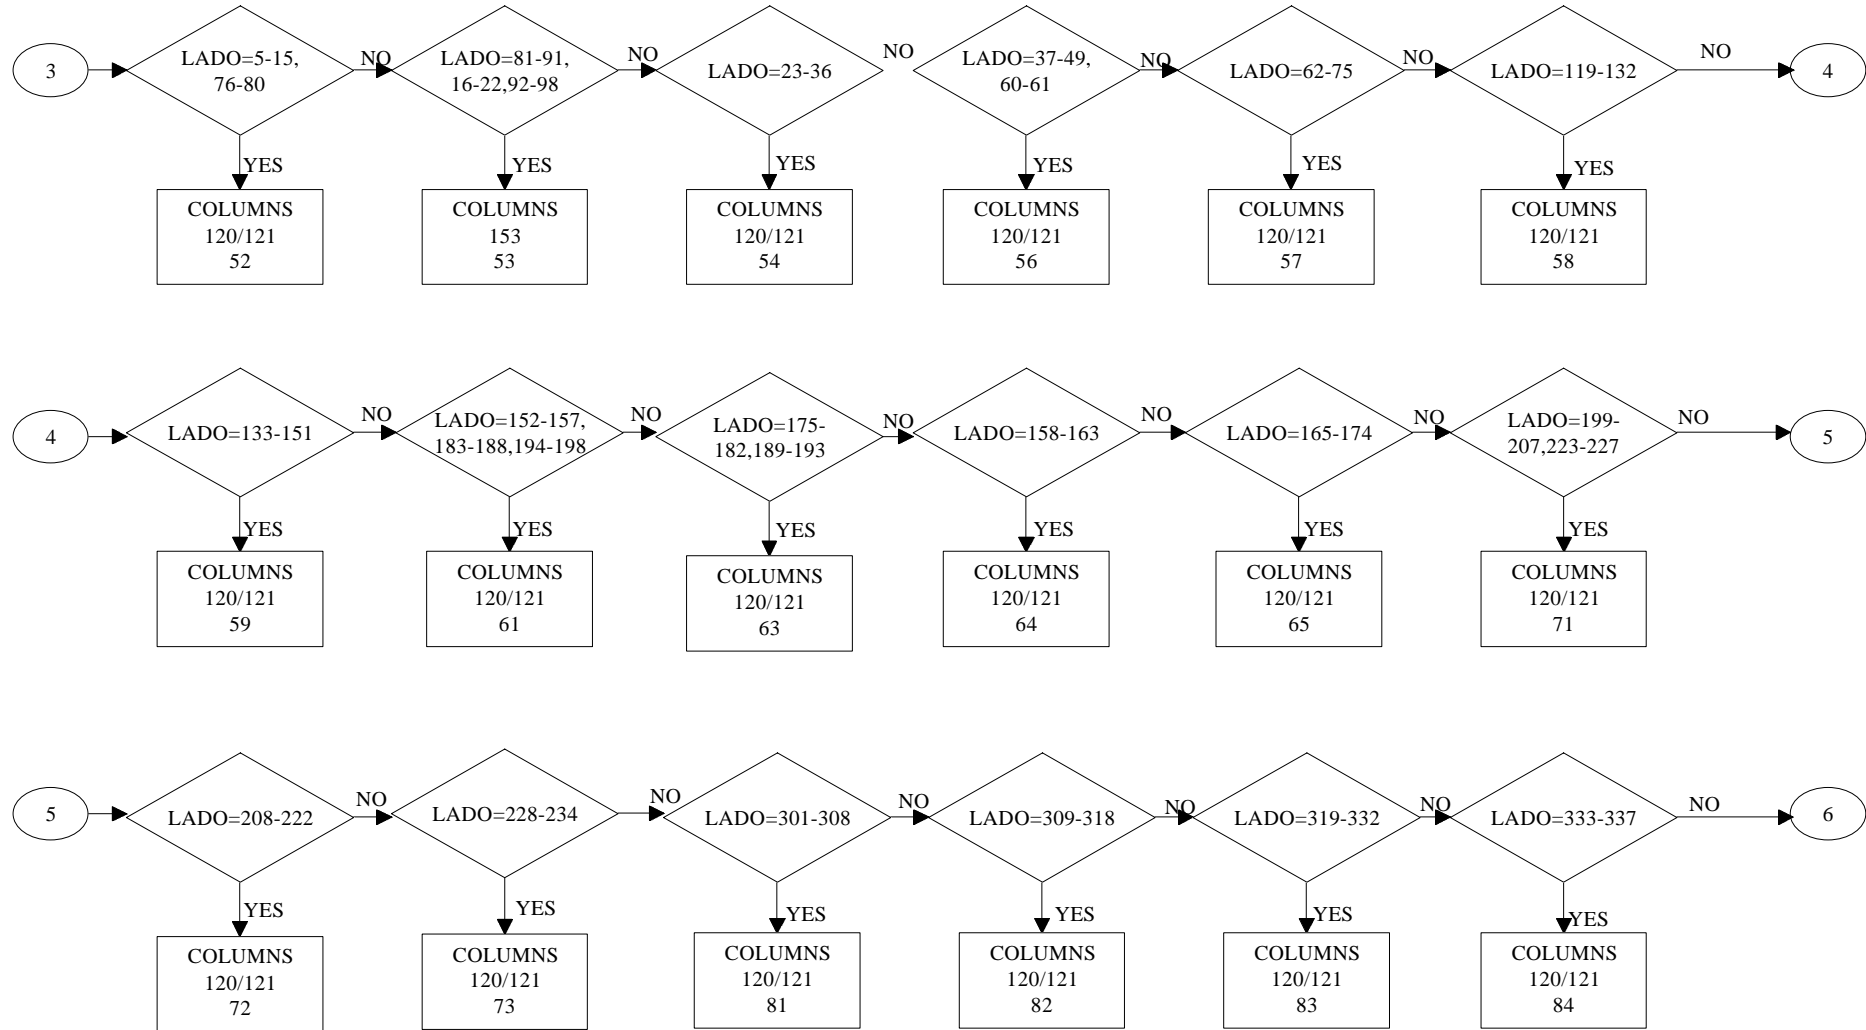 3
LADO=5-15,
76-80
NO
LADO=81-91,
16-22,92-98
NO
LADO=23-36
NO
LADO=37-49,
60-61
NO
LADO=62-75
NO
LADO=119-132
NO
4
YES
YES
YES
YES
YES
YES
COLUMNS
120/121
52
COLUMNS
153
53
COLUMNS
120/121
54
COLUMNS
120/121
56
COLUMNS
120/121
57
COLUMNS
120/121
58
4
LADO=133-151
NO
LADO=152-157,
183-188,194-198
NO
LADO=175-
182,189-193
NO
LADO=158-163
NO
LADO=165-174
NO
LADO=199-
207,223-227
NO
5
YES
YES
YES
YES
YES
YES
COLUMNS
120/121
59
COLUMNS
120/121
61
COLUMNS
120/121
63
COLUMNS
120/121
64
COLUMNS
120/121
65
COLUMNS
120/121
71
5
LADO=208-222
NO
LADO=228-234
NO
LADO=301-308
NO
LADO=309-318
NO
LADO=319-332
NO
LADO=333-337
NO
6
YES
YES
YES
YES
YES
YES
COLUMNS
120/121
72
COLUMNS
120/121
73
COLUMNS
120/121
81
COLUMNS
120/121
82
COLUMNS
120/121
83
COLUMNS
120/121
84